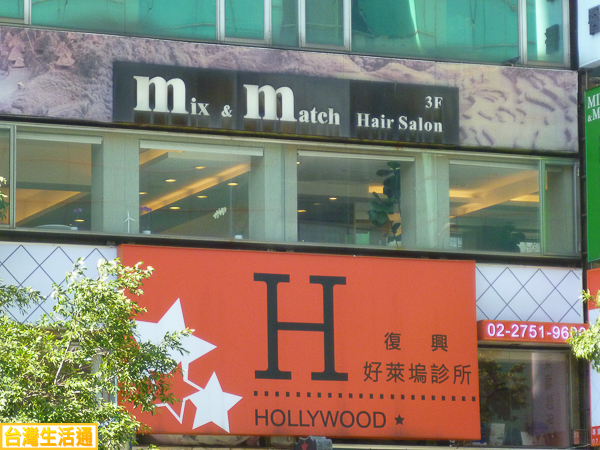 mix & match
3F
Hair Salon
H
復興
好萊塢診所
HOLLYWOOD
02-2751-96
台灣生活通